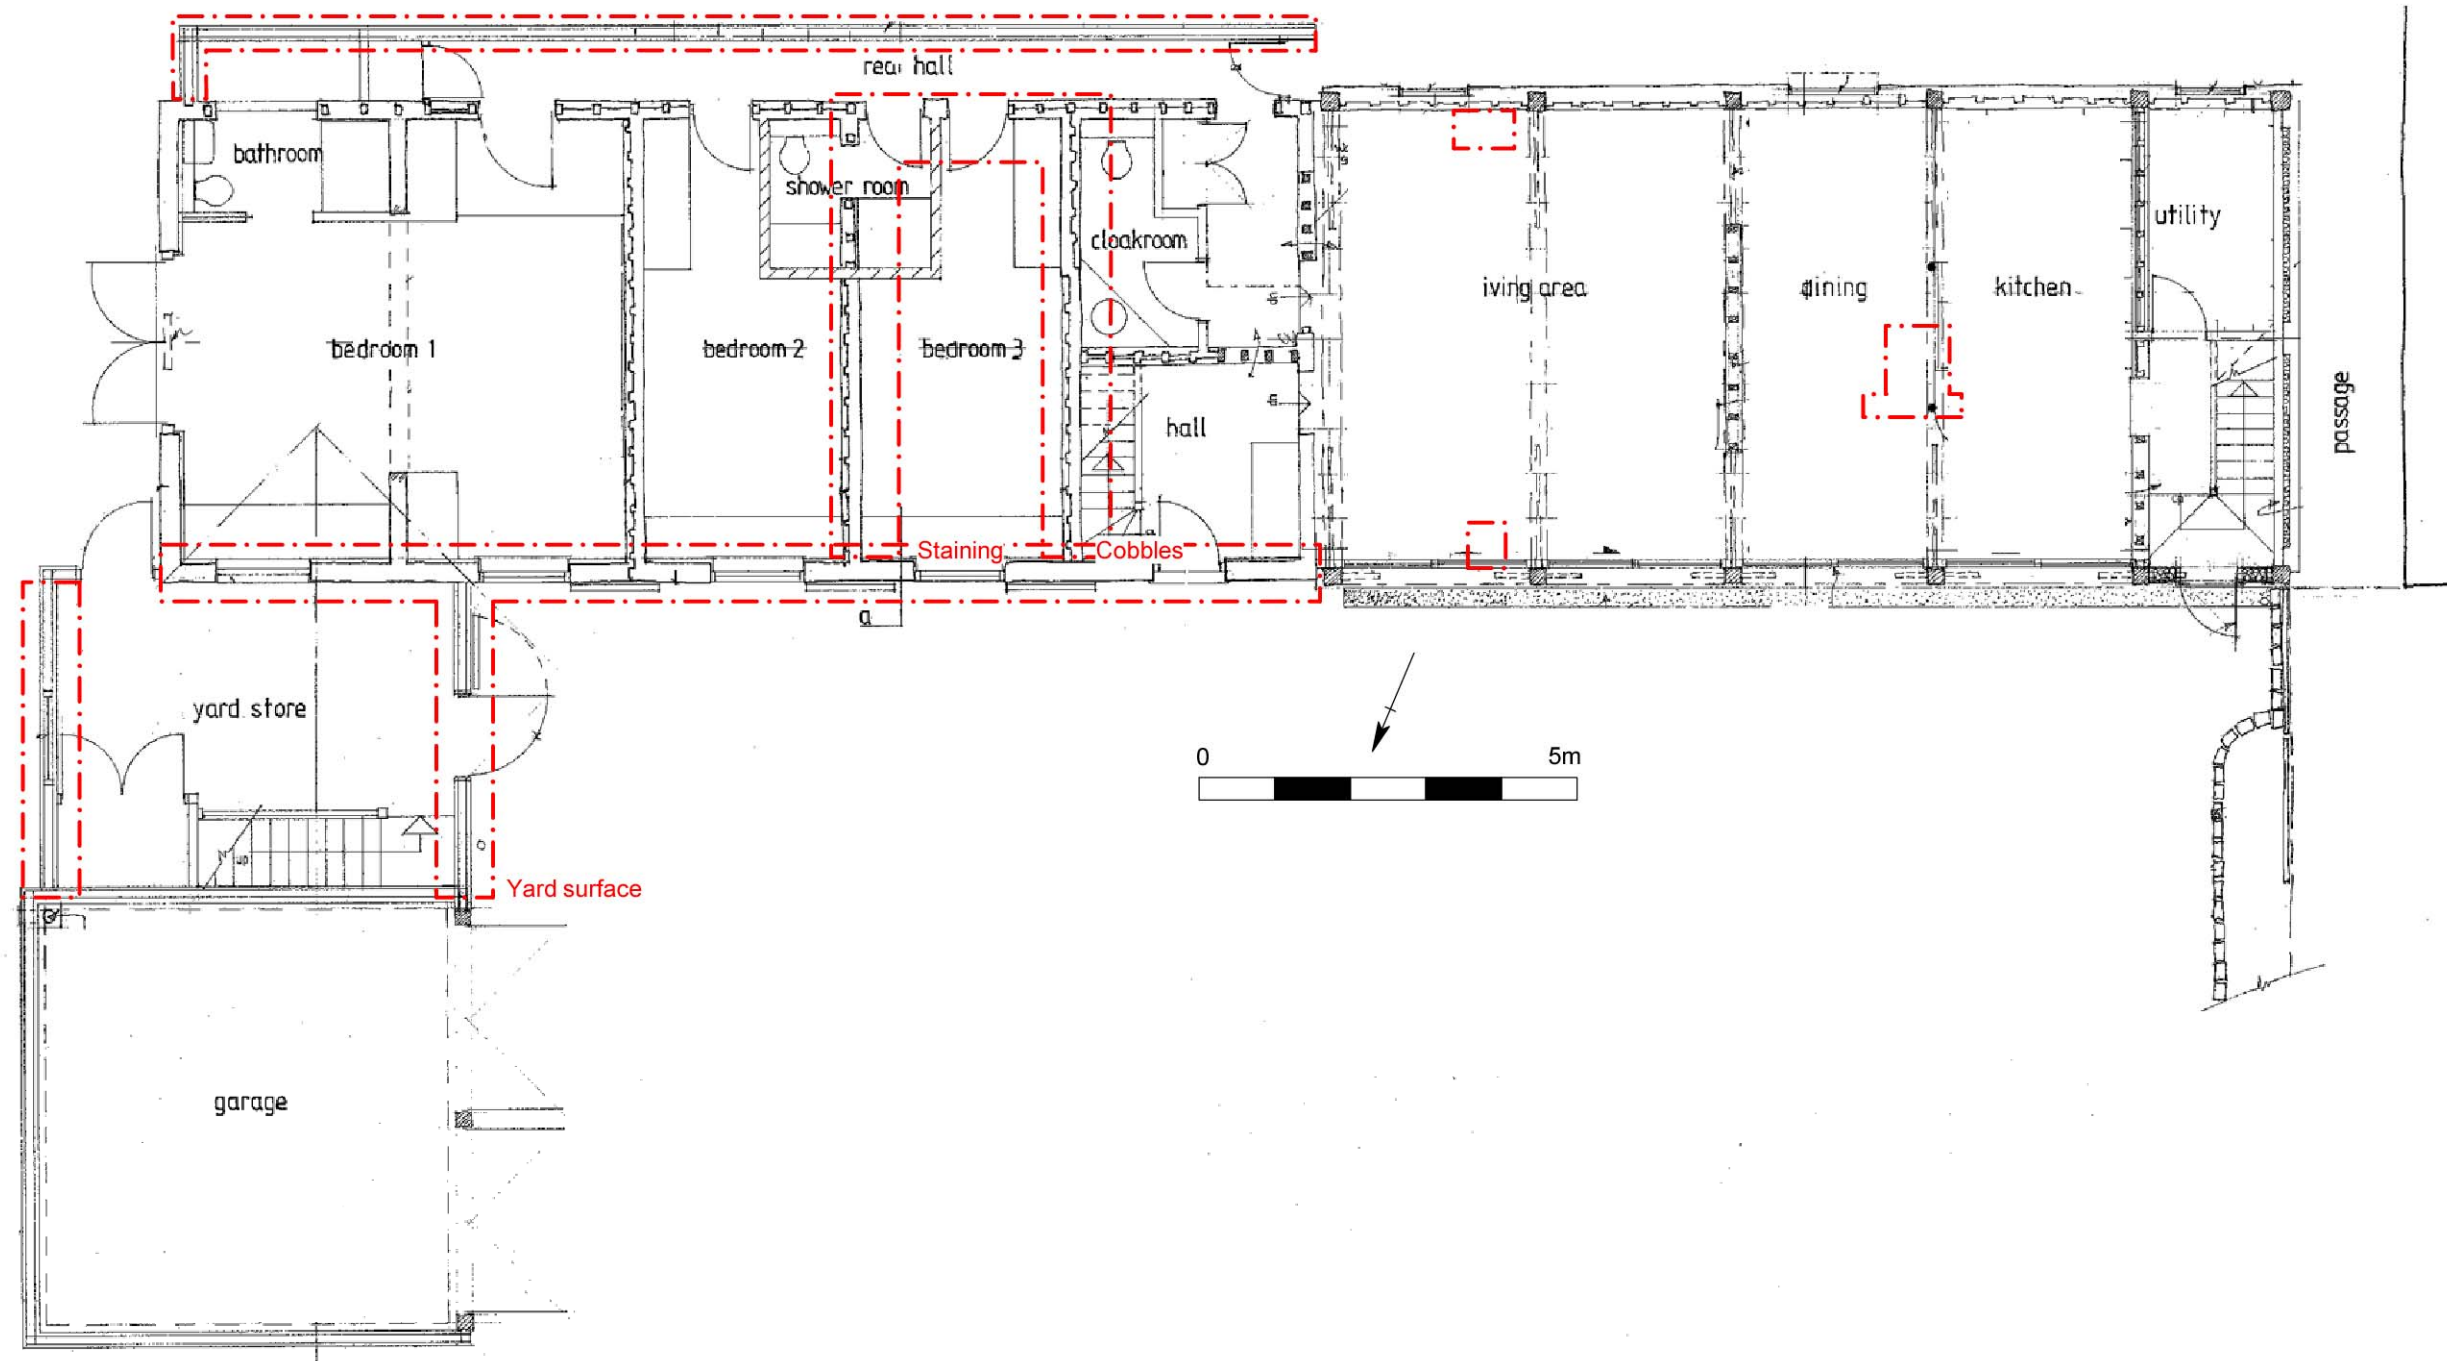 rear hall
bathroom
shower room
cloakroom
utility
iving area
dining
kitchen
bedroom 1
bedroom 2
bedroom 3
hall
passage
Staining
Cobbles
a
yard store
0
5m
up
Yard surface
garage